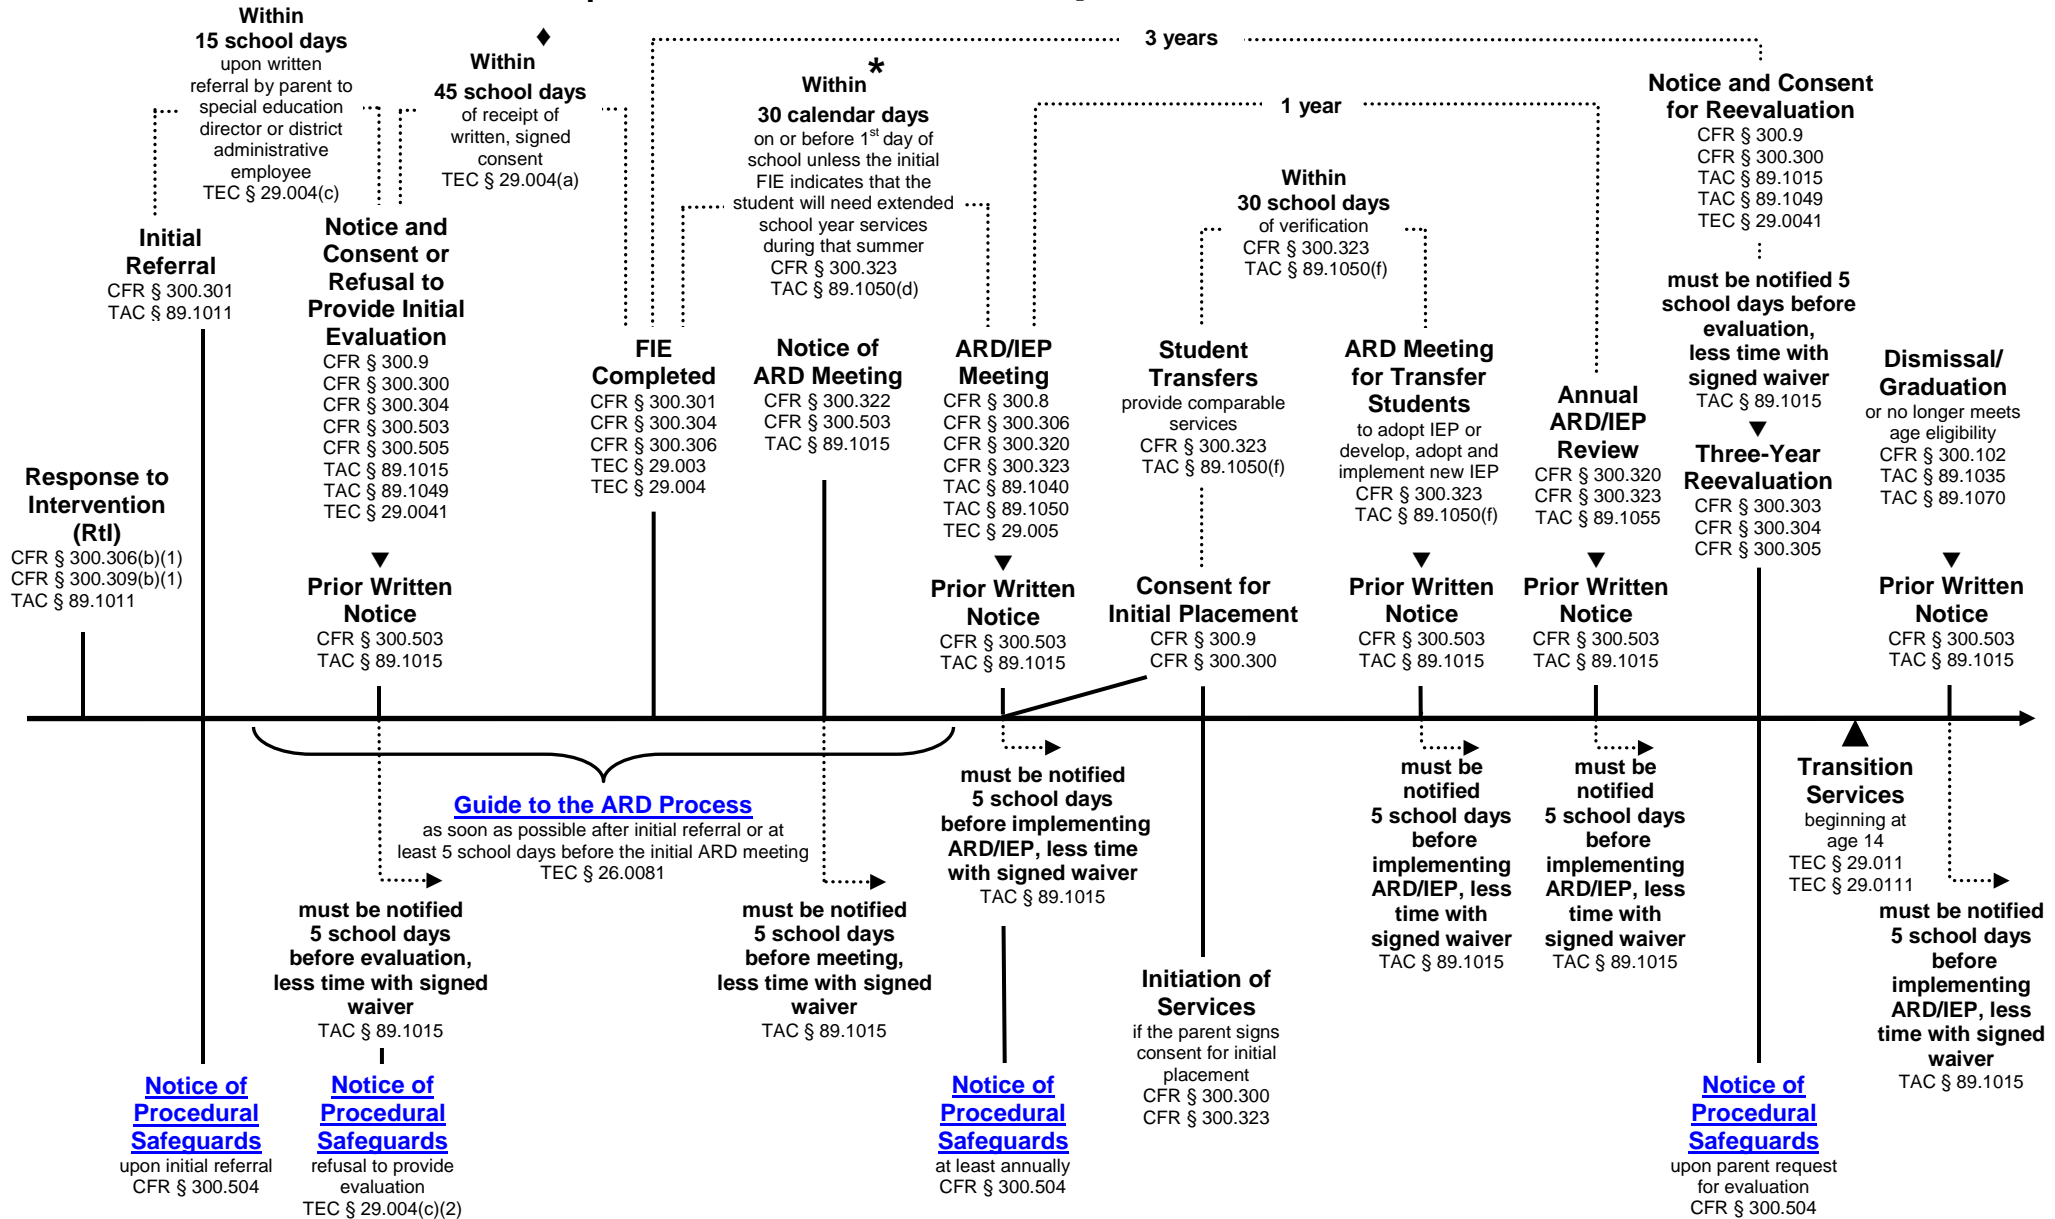 Within
15 school days
upon written
referral by parent to
special education
director or district
administrative
employee
TEC § 29.004(c)
♦
Within
45 school days
of receipt of
written, signed
consent
TEC § 29.004(a)
*
Within
30 calendar days
on or before 1st day of
school unless the initial
FIE indicates that the
student will need extended
school year services
during that summer
CFR § 300.323
TAC § 89.1050(d)
3 years
1 year
Within
30 school days
of verification
CFR § 300.323
TAC § 89.1050(f)
Notice and Consent
for Reevaluation
CFR § 300.9
CFR § 300.300
TAC § 89.1015
TAC § 89.1049
TEC § 29.0041
must be notified 5
school days before
evaluation,
less time with
signed waiver
TAC § 89.1015
Response to
Intervention
(RtI)
CFR § 300.306(b)(1)
CFR § 300.309(b)(1)
TAC § 89.1011
Initial
Referral
CFR § 300.301
TAC § 89.1011
Notice and
Consent or
Refusal to
Provide Initial
Evaluation
CFR § 300.9
CFR § 300.300
CFR § 300.304
CFR § 300.503
CFR § 300.505
TAC § 89.1015
TAC § 89.1049
TEC § 29.0041
Prior Written
Notice
CFR § 300.503
TAC § 89.1015
FIE
Completed
CFR § 300.301
CFR § 300.304
CFR § 300.306
TEC § 29.003
TEC § 29.004
Notice of
ARD Meeting
CFR § 300.322
CFR § 300.503
TAC § 89.1015
ARD/IEP
Meeting
CFR § 300.8
CFR § 300.306
CFR § 300.320
CFR § 300.323
TAC § 89.1040
TAC § 89.1050
TEC § 29.005
Prior Written
Notice
CFR § 300.503
TAC § 89.1015
Student
Transfers
provide comparable
services
CFR § 300.323
TAC § 89.1050(f)
Consent for
Initial Placement
CFR § 300.9
CFR § 300.300
ARD Meeting
for Transfer
Students
to adopt IEP or
develop, adopt and
implement new IEP
CFR § 300.323
TAC § 89.1050(f)
Prior Written
Notice
CFR § 300.503
TAC § 89.1015
Annual
ARD/IEP
Review
CFR § 300.320
CFR § 300.323
TAC § 89.1055
Prior Written
Notice
CFR § 300.503
TAC § 89.1015
Three-Year
Reevaluation
CFR § 300.303
CFR § 300.304
CFR § 300.305
Dismissal/
Graduation
or no longer meets
age eligibility
CFR § 300.102
TAC § 89.1035
TAC § 89.1070
Prior Written
Notice
CFR § 300.503
TAC § 89.1015
Guide to the ARD Process
as soon as possible after initial referral or at
least 5 school days before the initial ARD meeting
TEC § 26.0081
must be notified
5 school days
before evaluation,
less time with signed
waiver
TAC § 89.1015
must be notified
5 school days
before meeting,
less time with signed
waiver
TAC § 89.1015
must be notified
5 school days
before implementing
ARD/IEP, less time
with signed waiver
TAC § 89.1015
Initiation of
Services
if the parent signs
consent for initial
placement
CFR § 300.300
CFR § 300.323
must be
notified
5 school days
before
implementing
ARD/IEP, less
time with
signed waiver
TAC § 89.1015
must be
notified
5 school days
before
implementing
ARD/IEP, less
time with
signed waiver
TAC § 89.1015
Transition
Services
beginning at
age 14
TEC § 29.011
TEC § 29.0111
must be notified
5 school days
before
implementing
ARD/IEP, less
time with signed
waiver
TAC § 89.1015
Notice of
Procedural
Safeguards
upon initial referral
CFR § 300.504
Notice of
Procedural
Safeguards
refusal to provide
evaluation
TEC § 29.004(c)(2)
Notice of
Procedural
Safeguards
at least annually
CFR § 300.504
Notice of
Procedural
Safeguards
upon parent request
for evaluation
CFR § 300.504